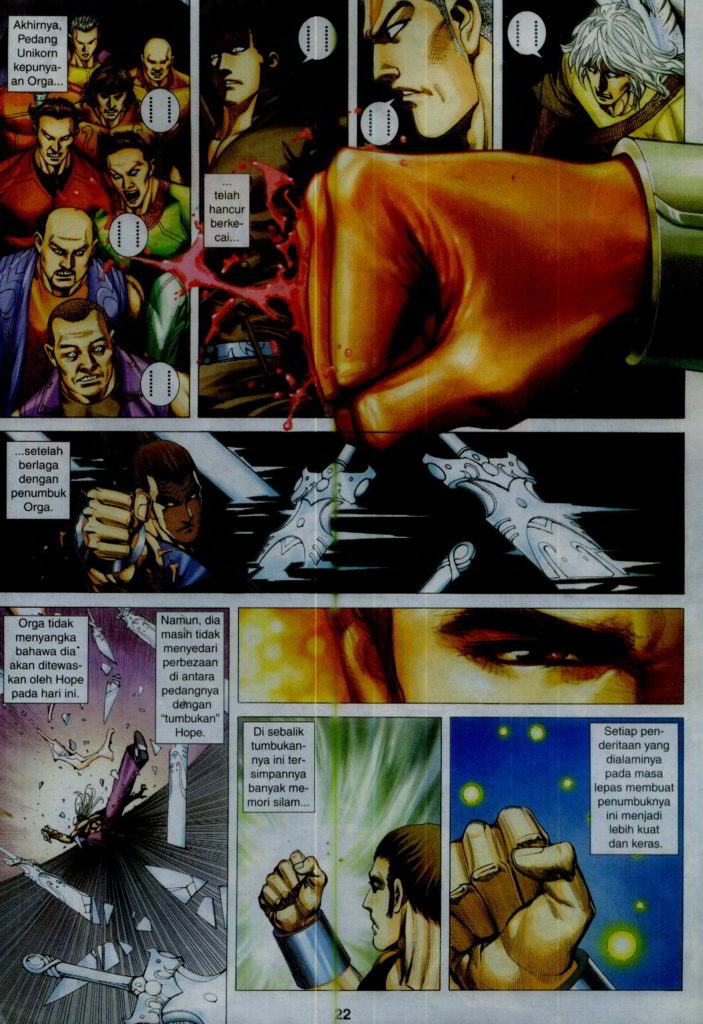 Akhirnya,
Pedang
Unikorn
kepunya-
an Orga...
...
telah
hancur
berke-
cai...
...setelah
berlaga
dengan
penumbuk
Orga.
Orga tidak
menyangka
bahawa dia
akan ditewas-
kan oleh Hope
pada hari ini.
Namun, dia
masih tidak
menyedari
perbezaan
di antara
pedangnya
dengan
"tumbukan"
Hope.
Di sebalik
tumbukan-
nya ini ter-
simpannya
banyak me-
mori silam...
Setiap pen-
deritaan yang
dialaminya
pada masa
lepas membuat
penumbuknya
ini menjadi
lebih kuat
dan keras.
22